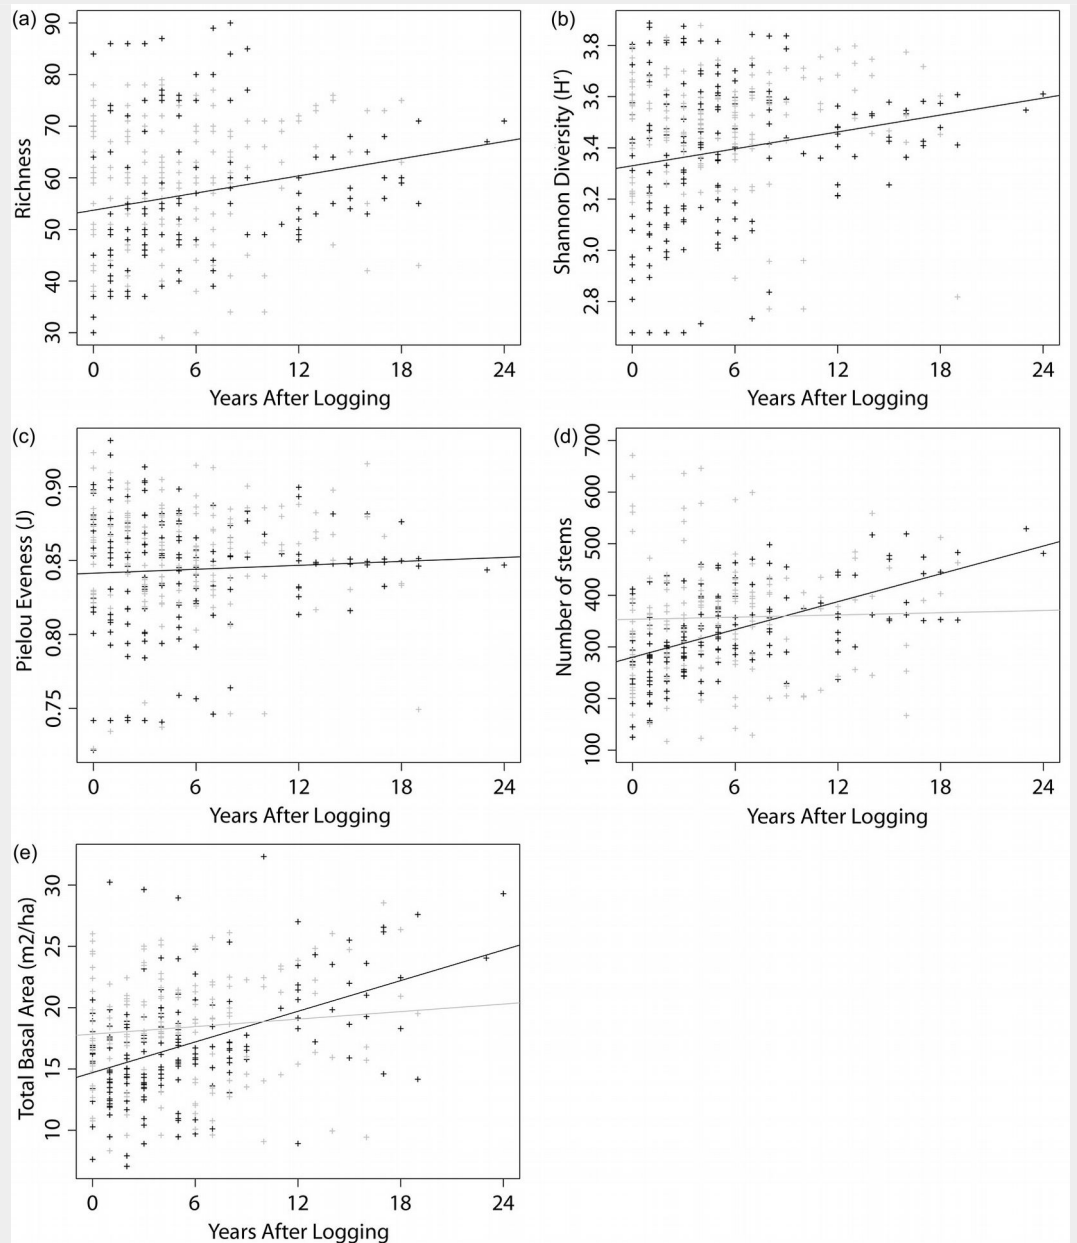 (a)
90
80
70
60
50
40
30
Richness
0 6 12 18 24
Years After Logging
(b)
3.8
3.6
3.4
3.2
3.0
2.8
Shannon Diversity (H')
0 6 12 18 24
Years After Logging
(c)
0.90
0.85
0.80
0.75
Pielou Eveness (J)
0 6 12 18 24
Years After Logging
(d)
700
600
500
400
300
200
100
Number of stems
0 6 12 18 24
Years After Logging
(e)
30
25
20
15
10
Total Basal Area (m2/ha)
0 6 12 18 24
Years After Logging